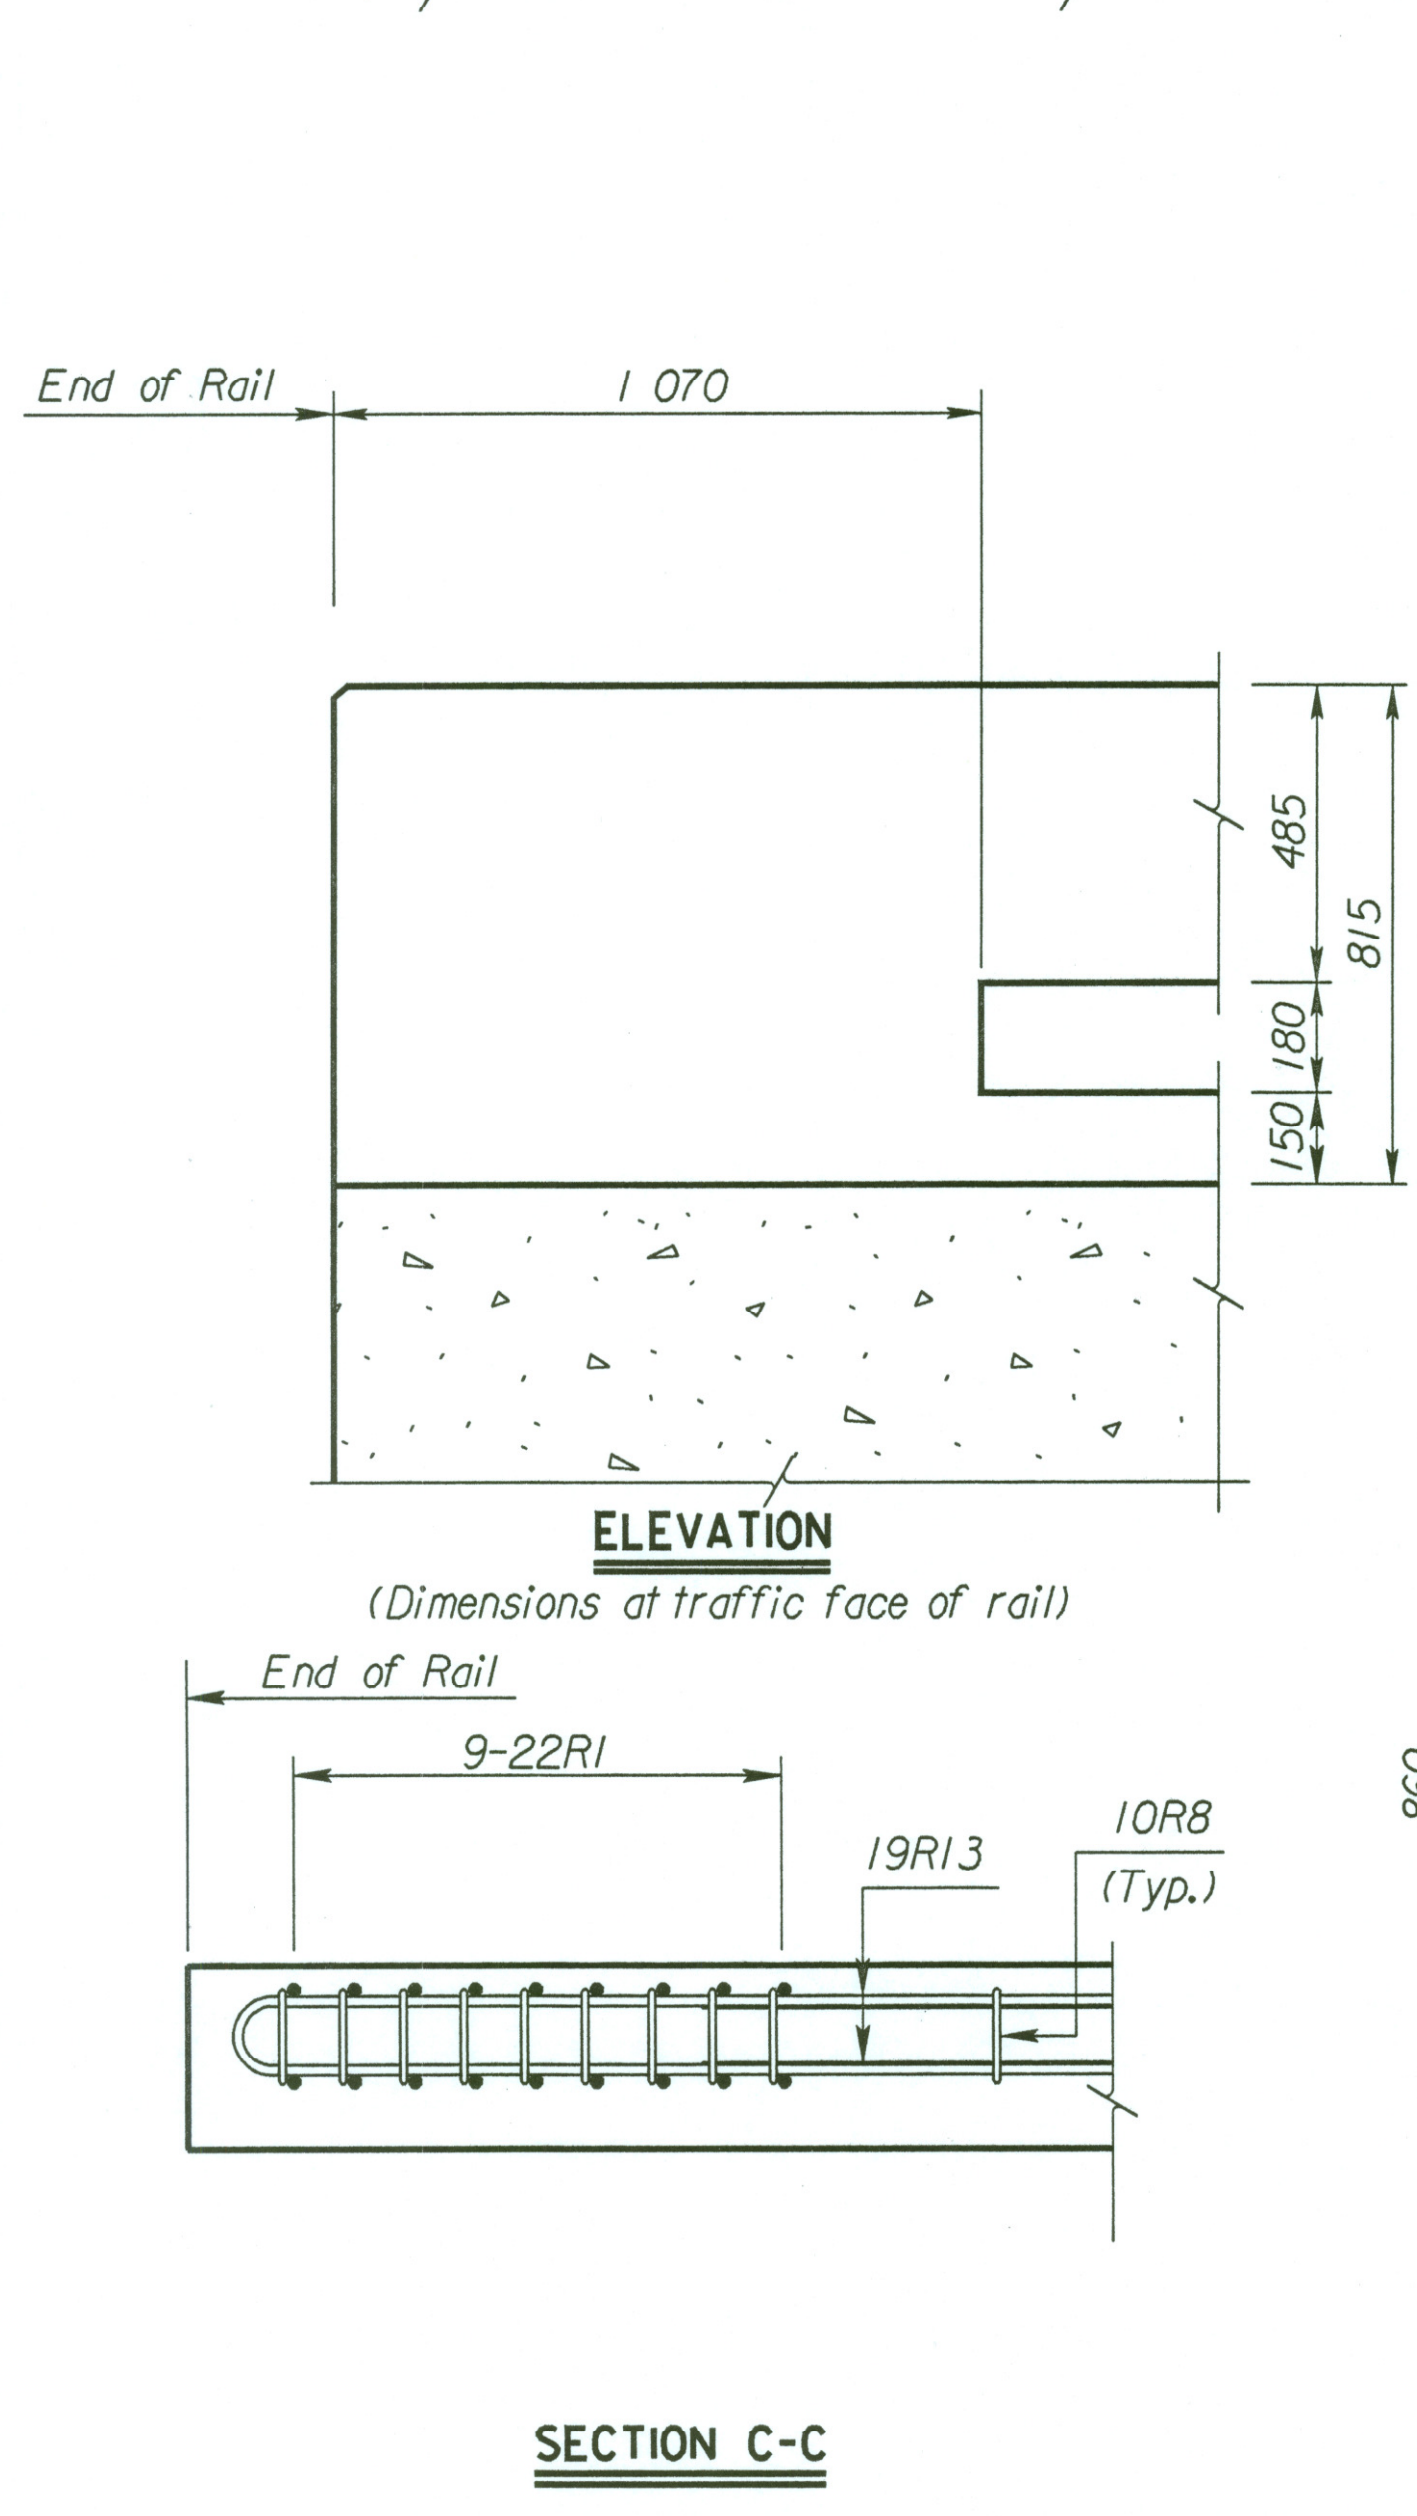 End of Rail
1 070
485
815
180
150
ELEVATION
(Dimensions at traffic face of rail)
End of Rail
9-22R1
10R8
19R13
(Typ.)
SECTION C-C